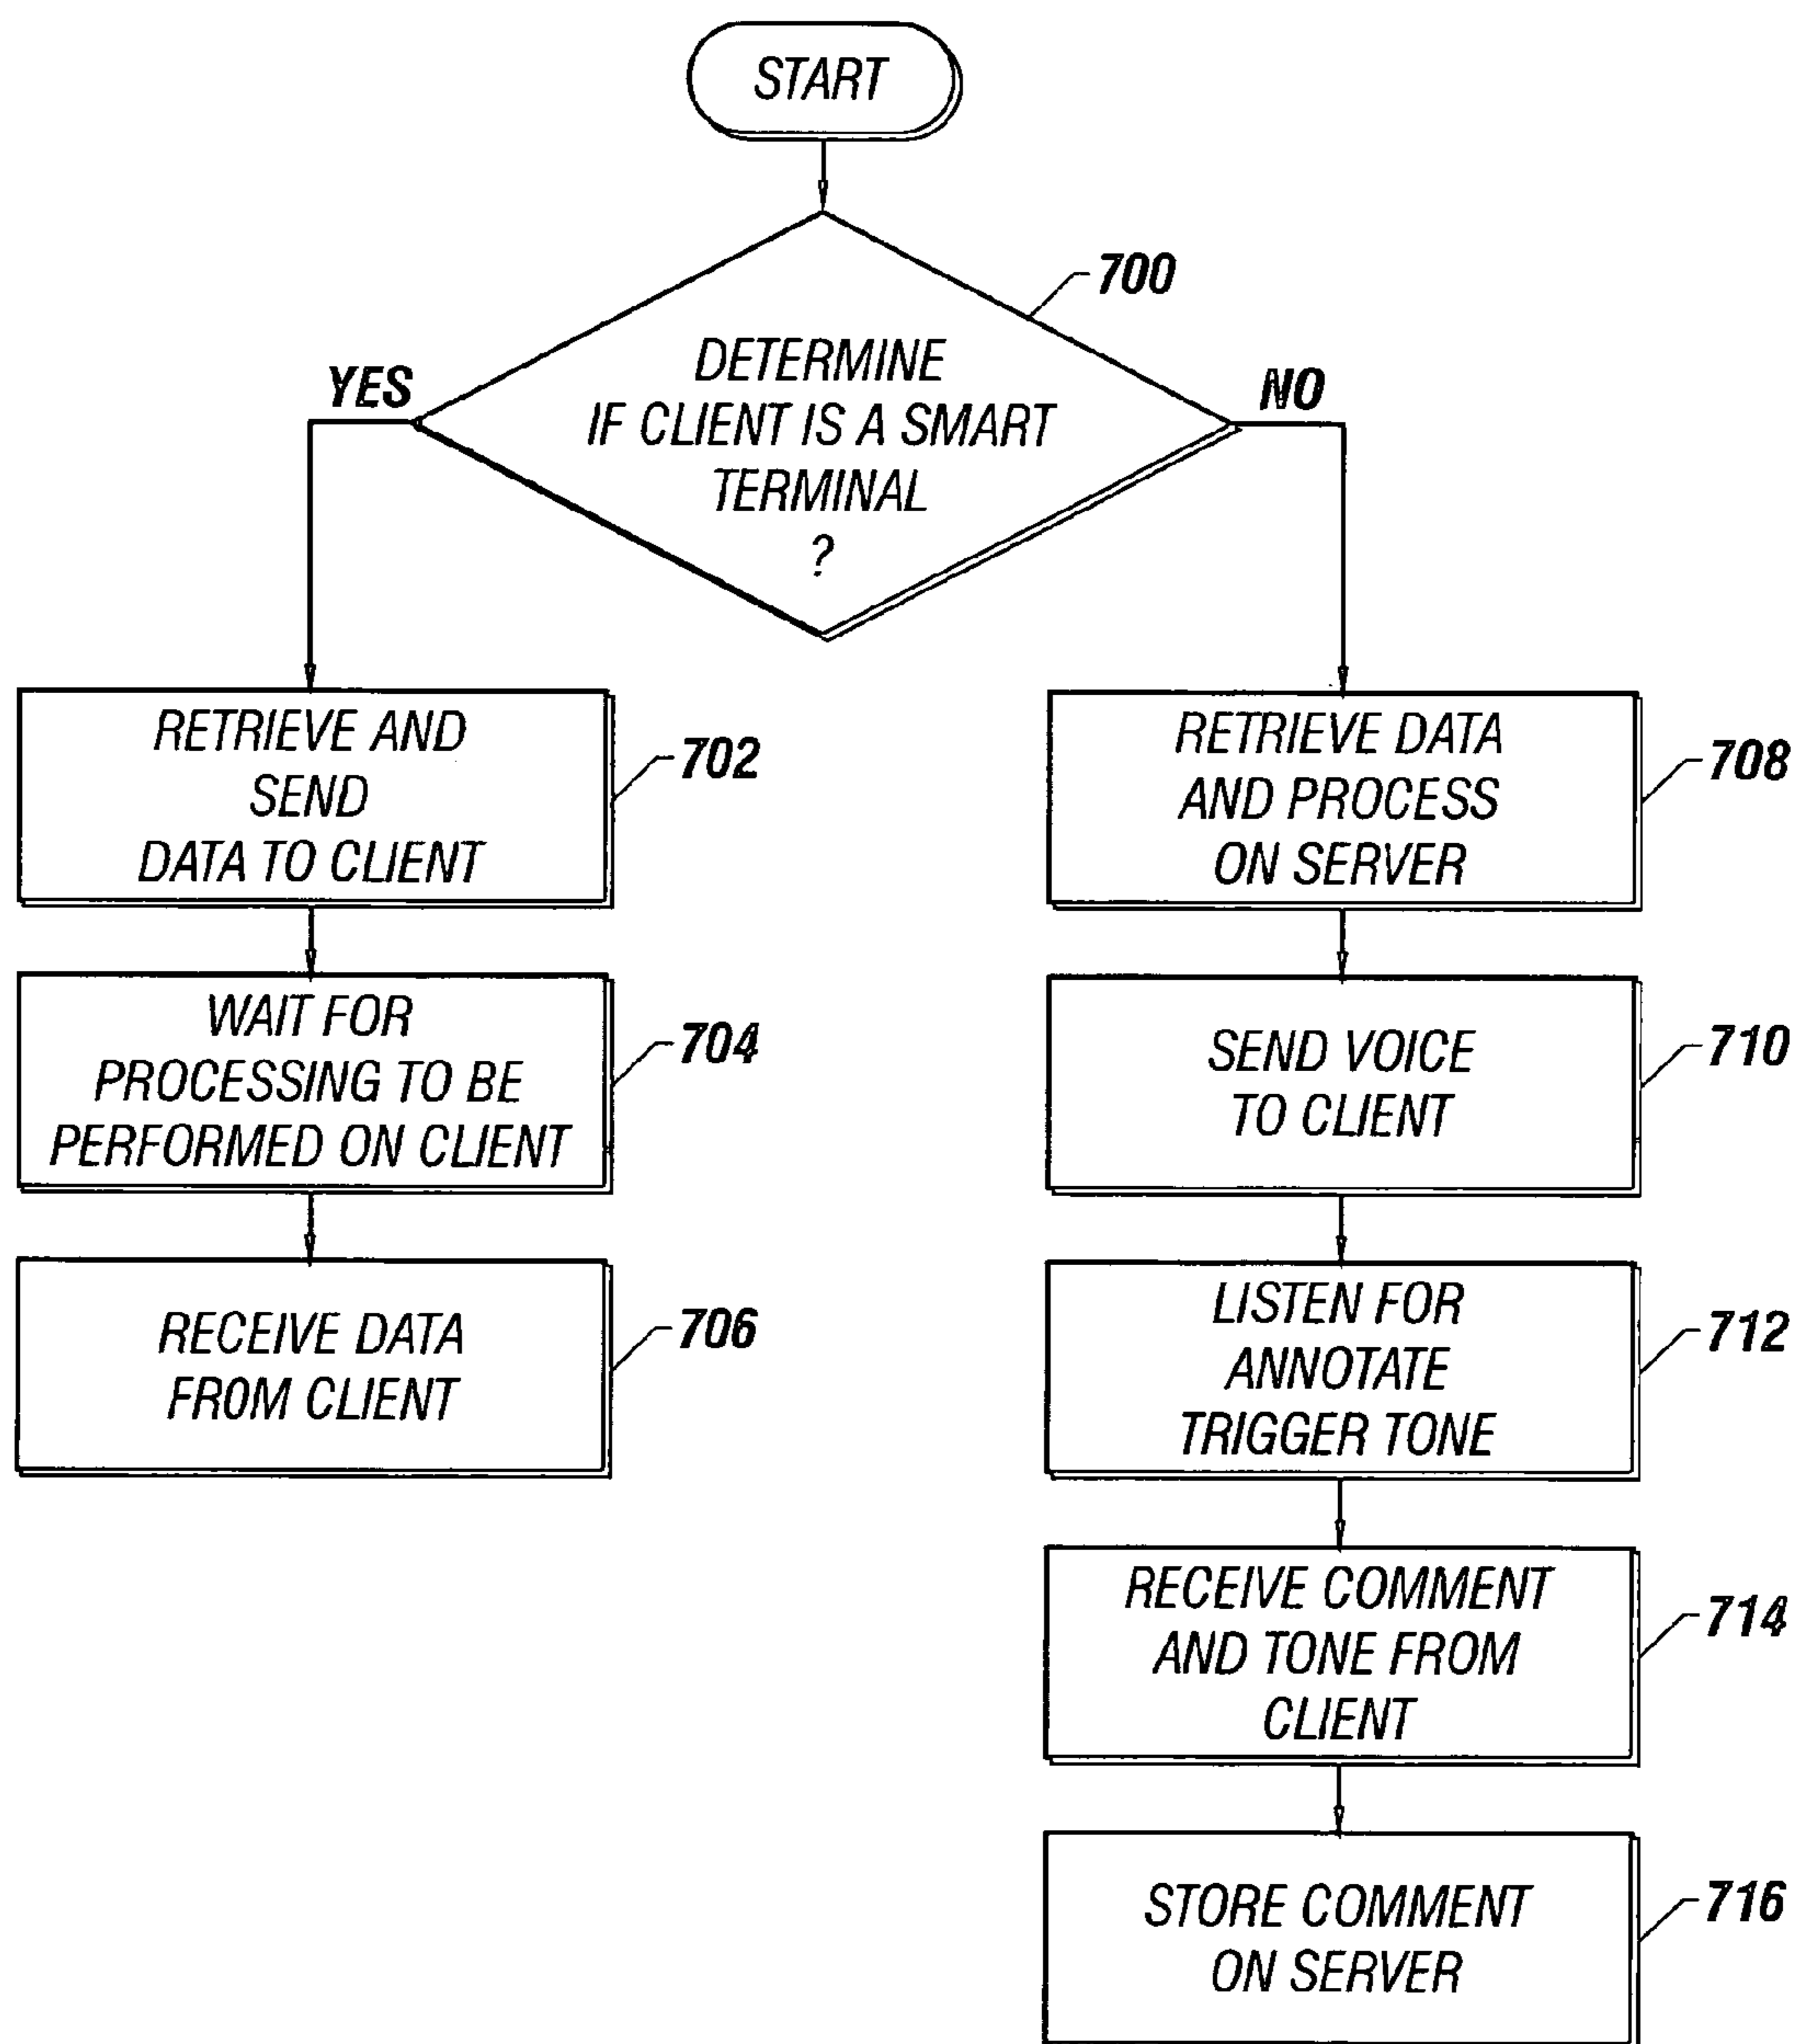 START
700
DETERMINE
IF CLIENT IS A SMART
TERMINAL
?
YES
NO
RETRIEVE AND
SEND
DATA TO CLIENT
702
WAIT FOR
PROCESSING TO BE
PERFORMED ON CLIENT
704
RECEIVE DATA
FROM CLIENT
706
RETRIEVE DATA
AND PROCESS
ON SERVER
708
SEND VOICE
TO CLIENT
710
LISTEN FOR
ANNOTATE
TRIGGER TONE
712
RECEIVE COMMENT
AND TONE FROM
CLIENT
714
STORE COMMENT
ON SERVER
716